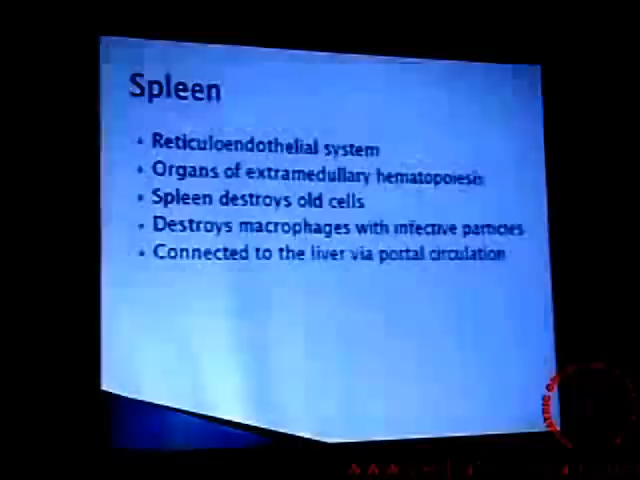 Spleen
• Reticuloendothelial system
• Organs of extramedullary hematopoiesis
• Spleen destroys old cells
• Destroys macrophages with infective particles
• Connected to the liver via portal circulation